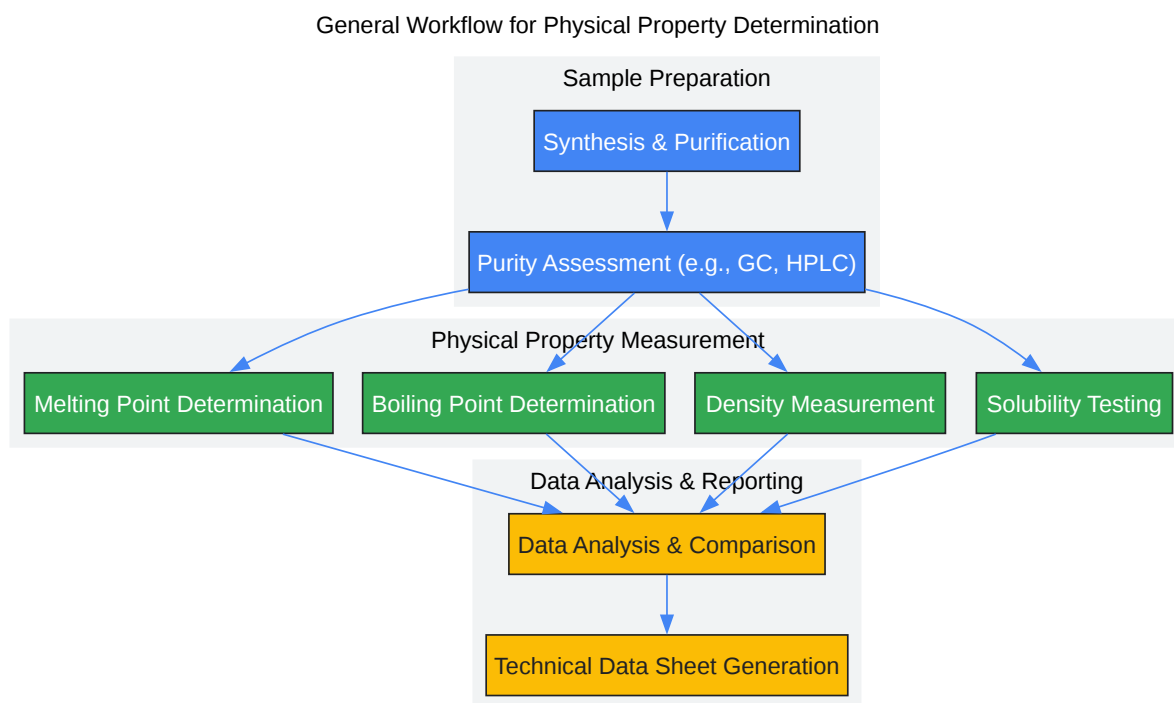 General Workflow for Physical Property Determination
Sample Preparation
Synthesis & Purification
Purity Assessment (e.g., GC, HPLC)
Physical Property Measurement
Melting Point Determination
Boiling Point Determination
Density Measurement
Solubility Testing
Data Analysis & Reporting
Data Analysis & Comparison
Technical Data Sheet Generation